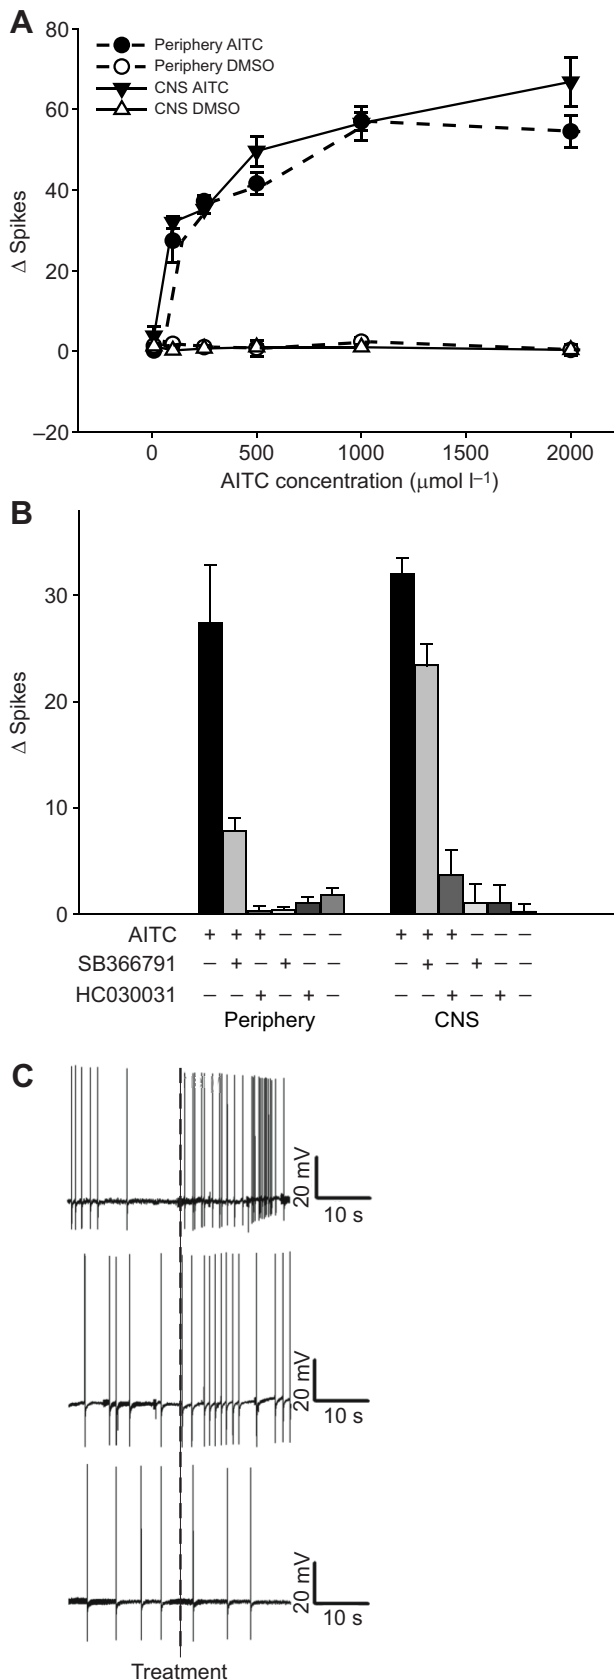 A
Periphery AITC
Periphery DMSO
CNS AITC
CNS DMSO
80
60
40
20
0
–20
Δ Spikes
0 500 1000 1500 2000
AITC concentration (μmol l–1)
B
30
20
10
0
Δ Spikes
AITC + + + – – – + + + – – –
SB366791 – + – + – – – + – + – –
HC030031 – – + – + – – – + – + –
Periphery CNS
C
20 mV
10 s
20 mV
10 s
20 mV
10 s
Treatment